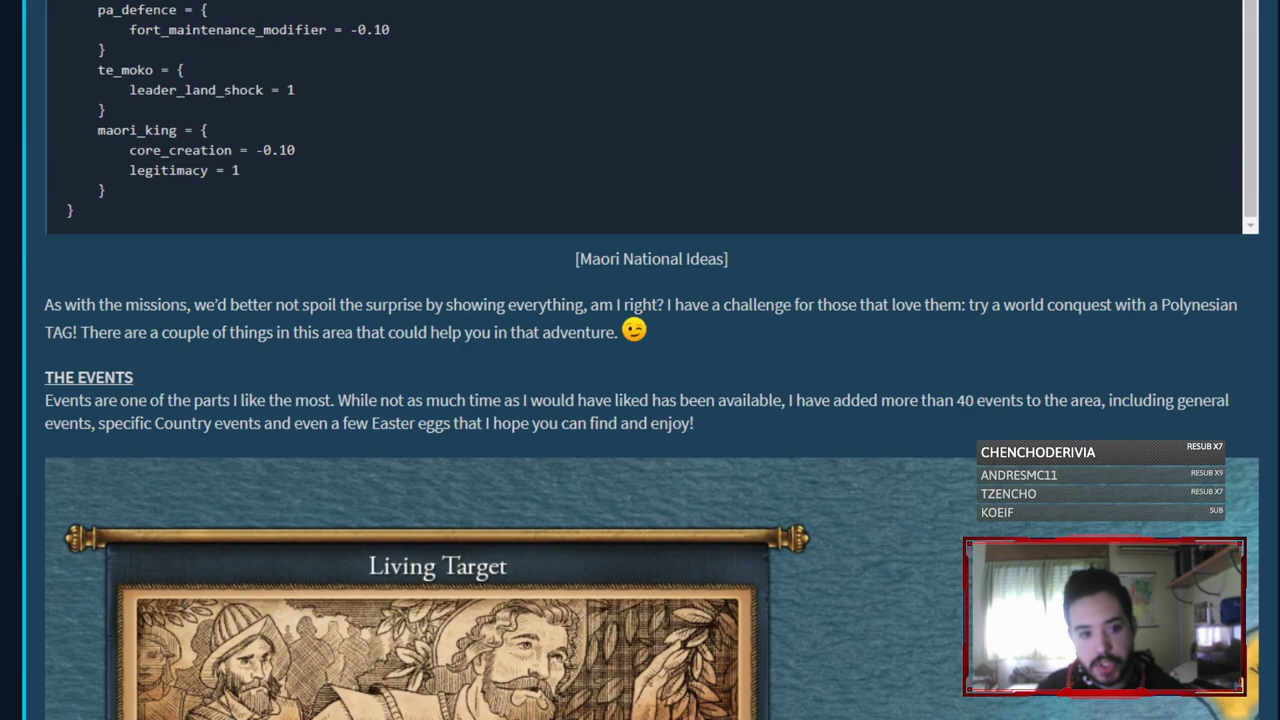 pa_defence = {
fort_maintenance_modifier = -0.10
}
te_moko = {
leader_land_shock = 1
}
maori_king = {
core_creation = -0.10
legitimacy = 1
}
}
[Maori National Ideas]
As with the missions, we'd better not spoil the surprise by showing everything, am I right? I have a challenge for those that love them: try a world conquest with a Polynesian
TAG! There are a couple of things in this area that could help you in that adventure. 😉
THE EVENTS
Events are one of the parts I like the most. While not as much time as I would have liked has been available, I have added more than 40 events to the area, including general
events, specific Country events and even a few Easter eggs that I hope you can find and enjoy!
CHENCHODERIVIA RESUB X7
ANDRESMC11 RESUB X9
TZENCHO RESUB X7
KOEIF SUB
Living Target